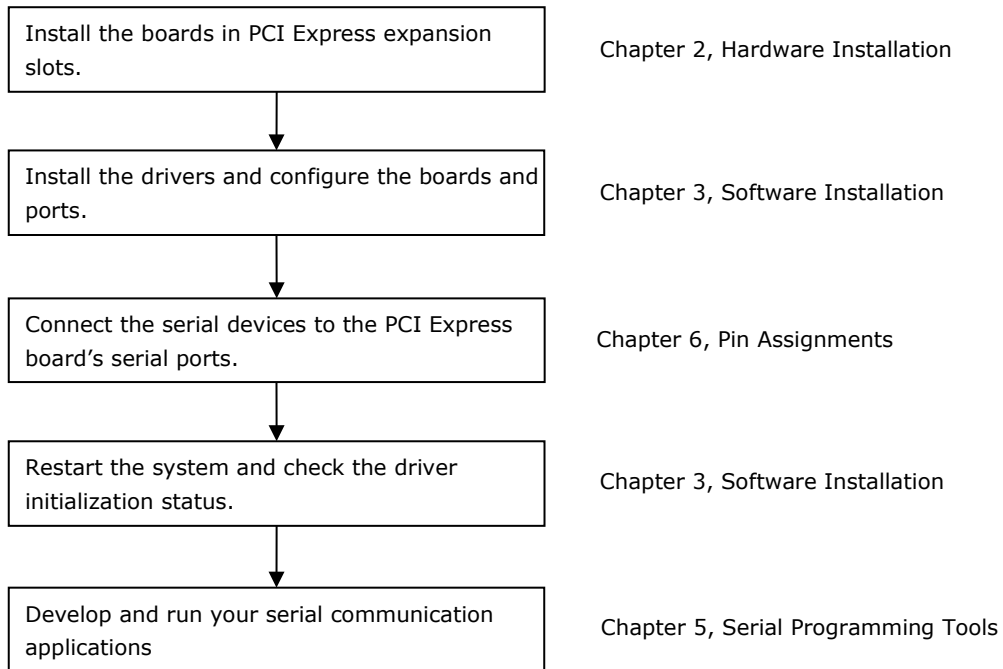 Install the boards in PCI Express expansion
slots.
Chapter 2, Hardware Installation
Install the drivers and configure the boards and
ports.
Chapter 3, Software Installation
Connect the serial devices to the PCI Express
board’s serial ports.
Chapter 6, Pin Assignments
Restart the system and check the driver
initialization status.
Chapter 3, Software Installation
Develop and run your serial communication
applications
Chapter 5, Serial Programming Tools